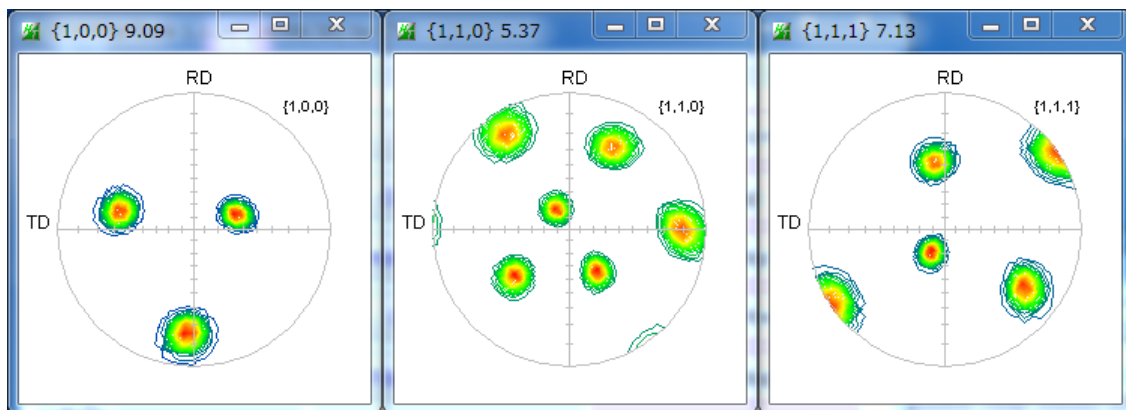 {1,0,0} 9.09
RD
{1,0,0}
TD
{1,1,0} 5.37
RD
{1,1,0}
TD
{1,1,1} 7.13
RD
{1,1,1}
TD